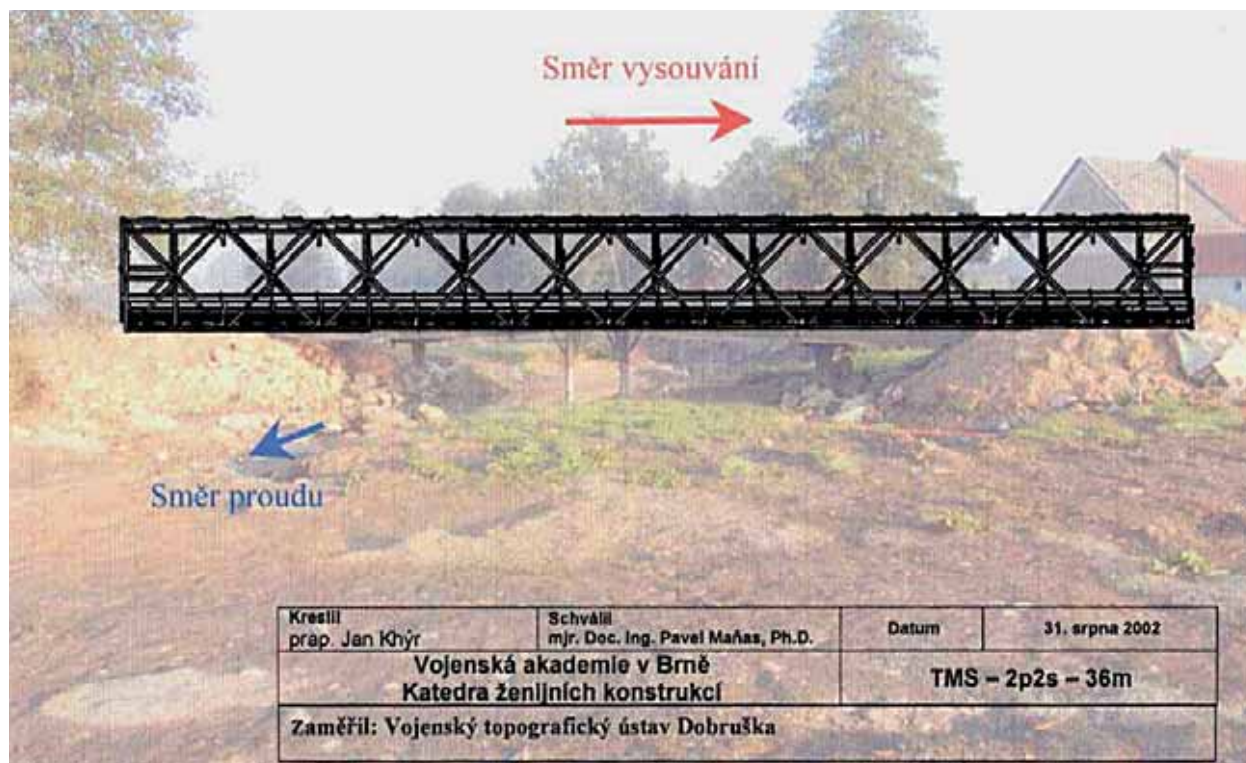 Směr vysouvání
Směr proudu
Kreslil
prap. Jan Khýr
Schválil
mjr. Doc. Ing. Pavel Maňas, Ph.D.
Datum
31. srpna 2002
Vojenská akademie v Brně
Katedra ženijních konstrukcí
TMS – 2p2s – 36m
Zaměřil: Vojenský topografický ústav Dobruška